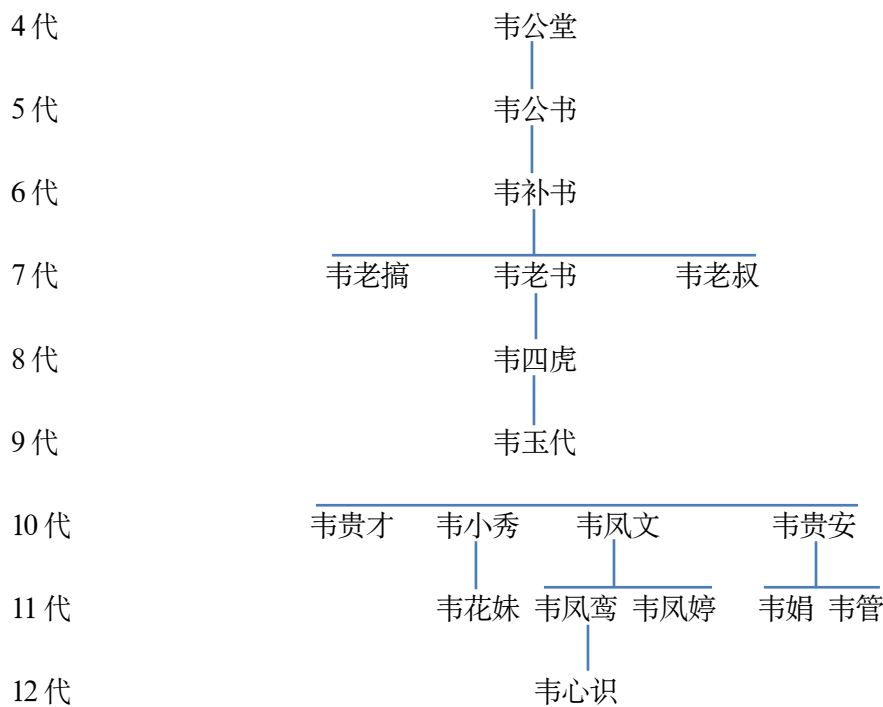 4代 韦公堂
5代 韦公书
6代 韦补书
7代 韦老搞 韦老书 韦老叔
8代 韦四虎
9代 韦玉代
10代 韦贵才 韦小秀 韦凤文 韦贵安
11代 韦花妹 韦凤鸾 韦凤婷 韦娟 韦管
12代 韦心识